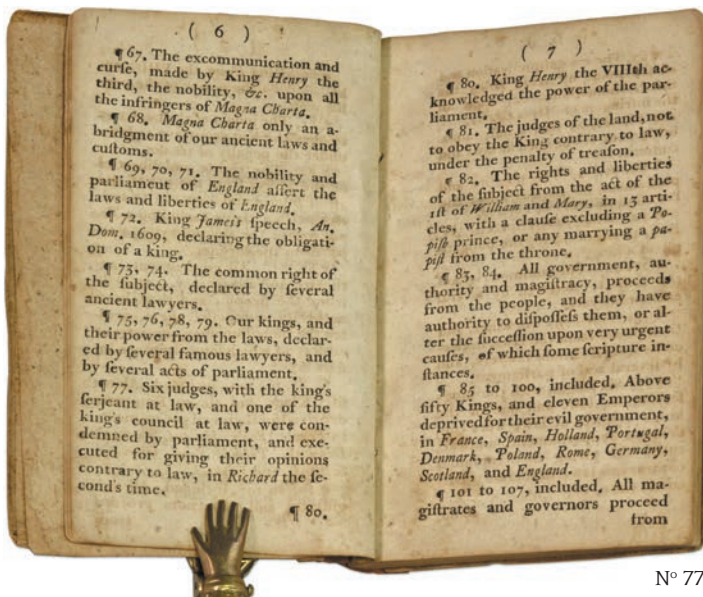 ( 6 )
¶ 67. The excommunication and
curſe, made by King Henry the
third, the nobility, &c. upon all
the infringers of Magna Charta.
¶ 68. Magna Charta only an a-
bridgment of our ancient laws and
cuſtoms.
¶ 69, 70, 71. The nobility and
parliament of England aſſert the
laws and liberties of England.
¶ 72. King James's ſpeech, An.
Dom. 1609, declaring the obligati-
on of a king.
¶ 73, 74. The common right of
the ſubject, declared by ſeveral
ancient lawyers.
¶ 75, 76, 78, 79. Our kings, and
their power from the laws, declar-
ed by ſeveral famous lawyers, and
by ſeveral acts of parliament.
¶ 77. Six judges, with the king's
ſerjeant at law, and one of the
king's council at law, were con-
demned by parliament, and exe-
cuted for giving their opinions
contrary to law, in Richard the ſe-
cond's time.
¶ 80.
( 7 )
¶ 80. King Henry the VIIIth ac-
knowledged the power of the par-
liament.
¶ 81. The judges of the land, not
to obey the King contrary to law,
under the penalty of treaſon.
¶ 82. The rights and liberties
of the ſubject from the act of the
1ſt of William and Mary, in 13 arti-
cles, with a clauſe excluding a Po-
piſh prince, or any marrying a pa-
piſt from the throne.
¶ 83, 84. All government, au-
thority and magiſtracy, proceeds
from the people, and they have
authority to diſpoſſeſs them, or al-
ter the ſucceſſion upon very urgent
cauſes, of which ſome ſcripture in-
ſtances.
¶ 85 to 100, included. Above
fifty Kings, and eleven Emperors
deprived for their evil government,
in France, Spain, Holland, Portugal,
Denmark, Poland, Rome, Germany,
Scotland, and England.
¶ 101 to 107, included. All ma-
giſtrates and governors proceed
from
Nº 77